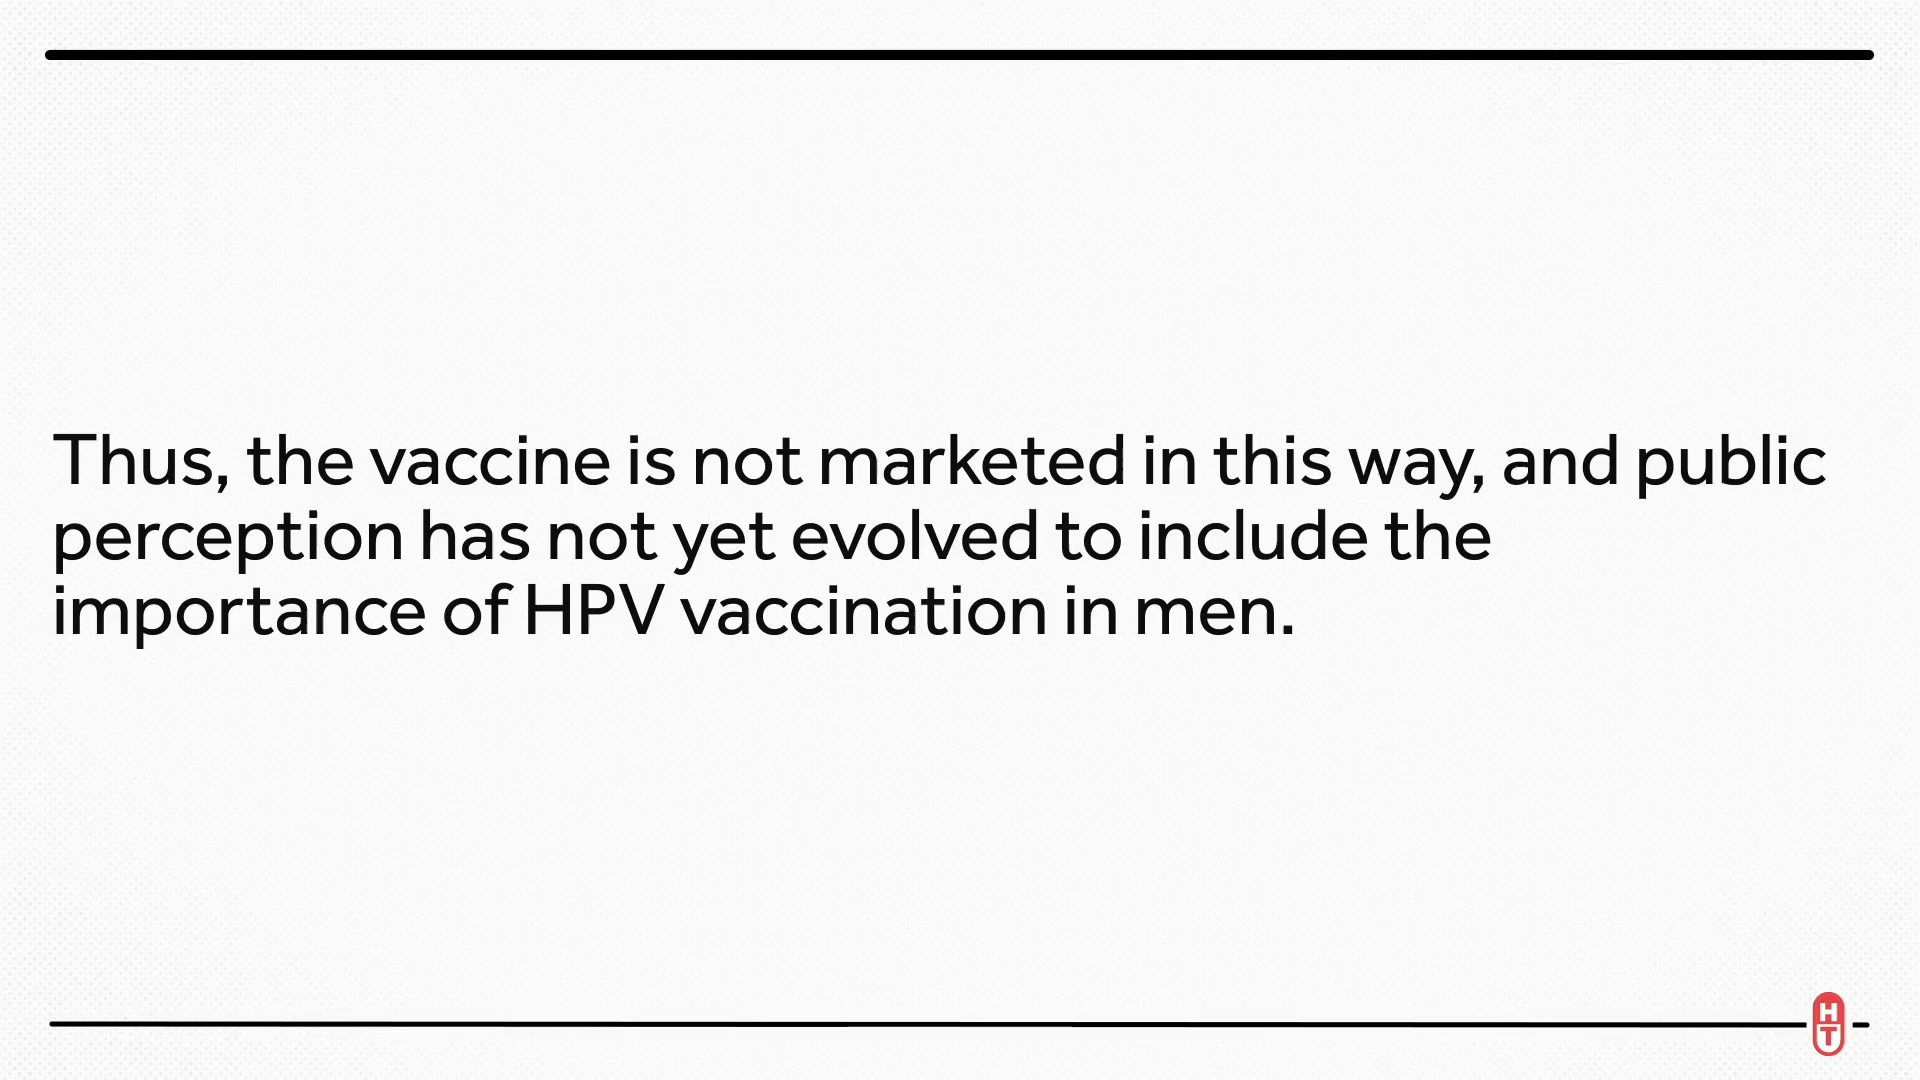 Thus, the vaccine is not marketed in this way, and public
perception has not yet evolved to include the
importance of HPV vaccination in men.
H
T